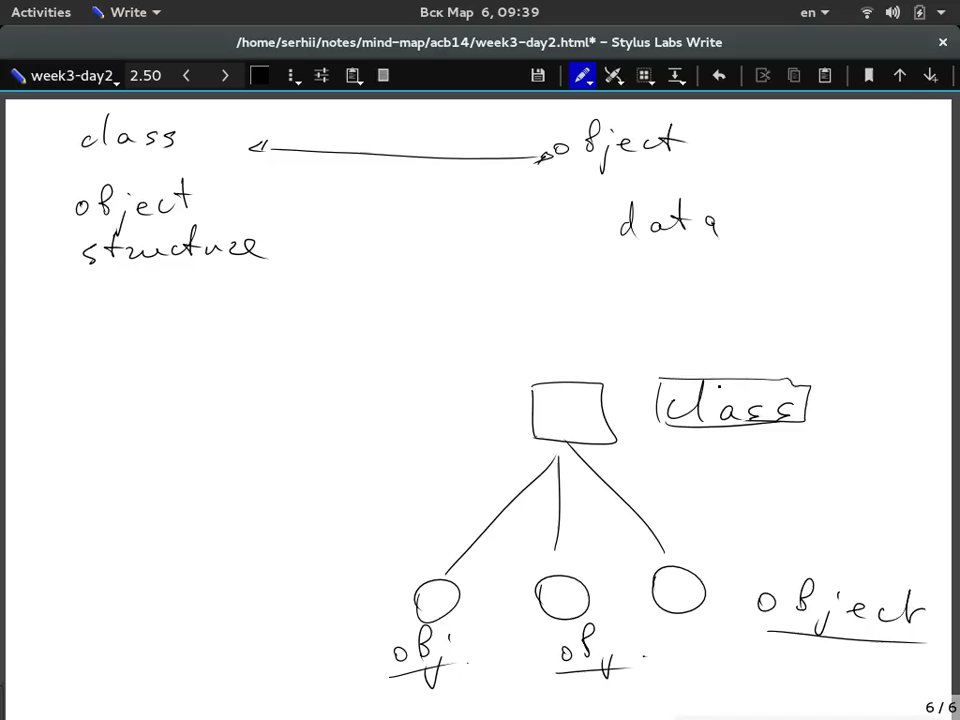 Activities Write Вск Мар 6, 09:39 en
/home/serhii/notes/mind-map/acb14/week3-day2.html* – Stylus Labs Write
week3-day2 2.50
class object
object data
structure
class
object
obj obj
6 / 6